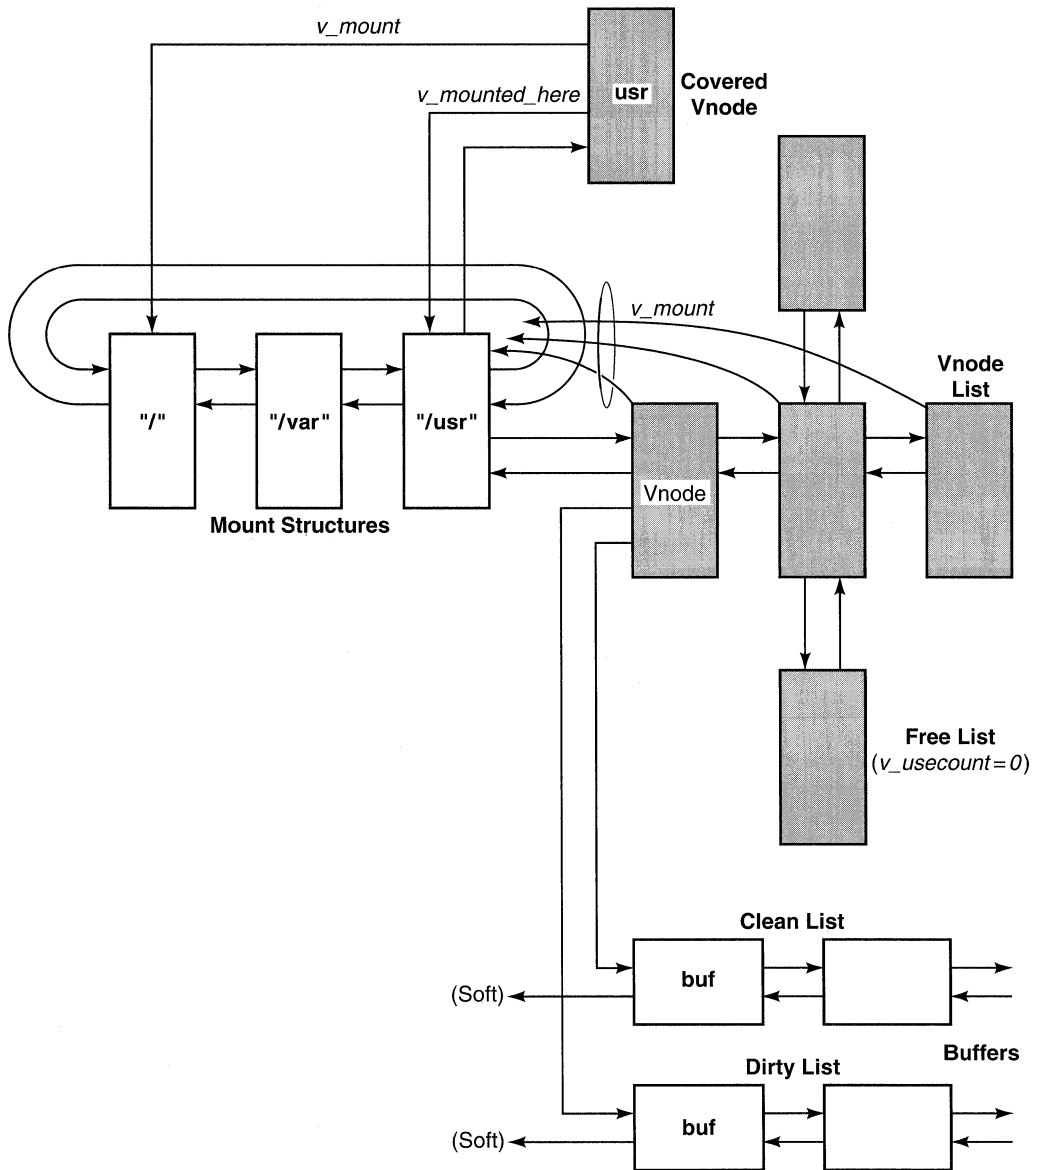 v_mount
usr
Covered
Vnode
v_mounted_here
v_mount
Vnode
List
"/"
"/var"
"/usr"
Vnode
Mount Structures
Free List
(v_usecount=0)
Clean List
buf
(Soft)
Buffers
Dirty List
buf
(Soft)